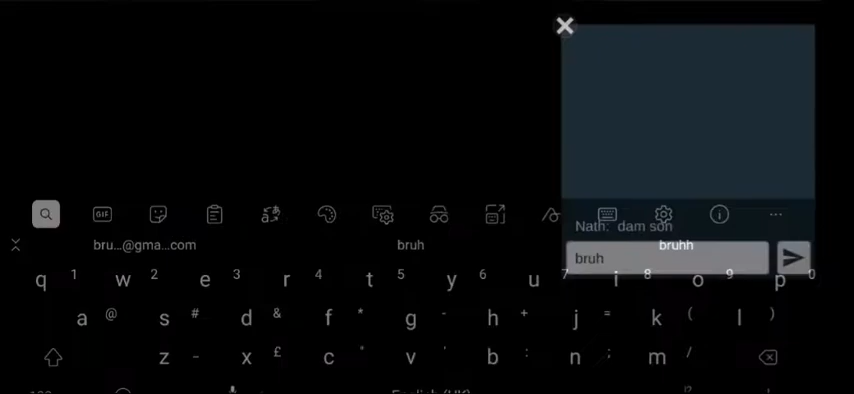 GIF
Nath: dam son
bru...@gma...com bruh bruhh
bruh
q 1 w 2 e 3 r 4 t 5 y 6 u 7 i 8 o 9 p 0
a @ s # d & f * g - h + j = k ( l )
z _ x £ c " v ' b : n ; m /
English (UK)